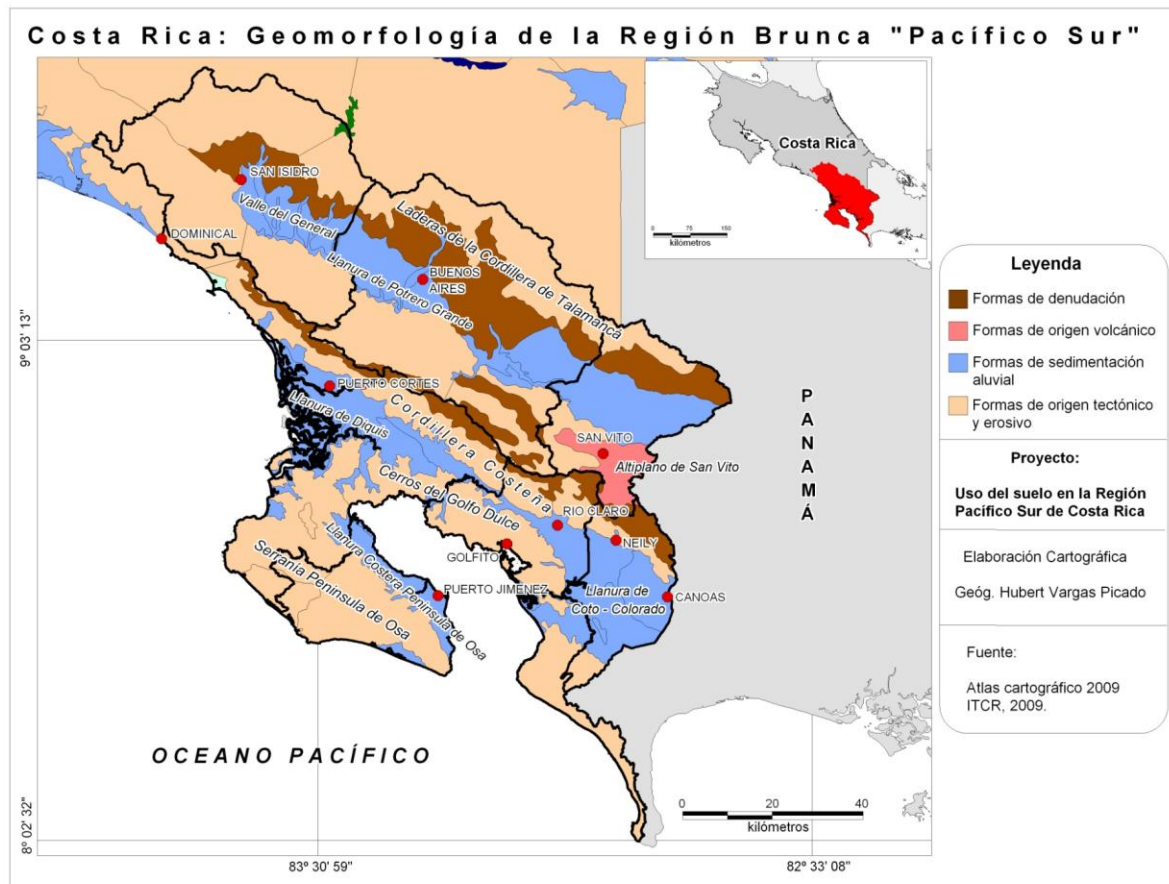 Costa Rica: Geomorfología de la Región Brunca "Pacífico Sur"
Costa Rica
0 75 150
kilómetros
SAN ISIDRO
Valle del General
DOMINICAL
Laderas de la Cordillera de Talamanca
BUENOS
AIRES
Llanura de Potrero Grande
9 03 13"
PUERTO CORTES
Llanura de Diquis
Cordillera Costeña
SAN VITO
Altiplano de San Vito
PANAMÁ
Cerros del Golfo Dulce
RIO CLARO
NEILY
GOLFITO
Llanura Costera Peninsula de Osa
Serranía Peninsula de Osa
PUERTO JIMENEZ
Llanura de
Coto - Colorado
CANOAS
OCEANO PACÍFICO
0 20 40
kilómetros
8 02 32"
83 30' 59"
82 33' 08"
Leyenda
Formas de denudación
Formas de origen volcánico
Formas de sedimentación
aluvial
Formas de origen tectónico
y erosivo
Proyecto:
Uso del suelo en la Región
Pacífico Sur de Costa Rica
Elaboración Cartográfica
Geóg. Hubert Vargas Picado
Fuente:
Atlas cartográfico 2009
ITCR, 2009.